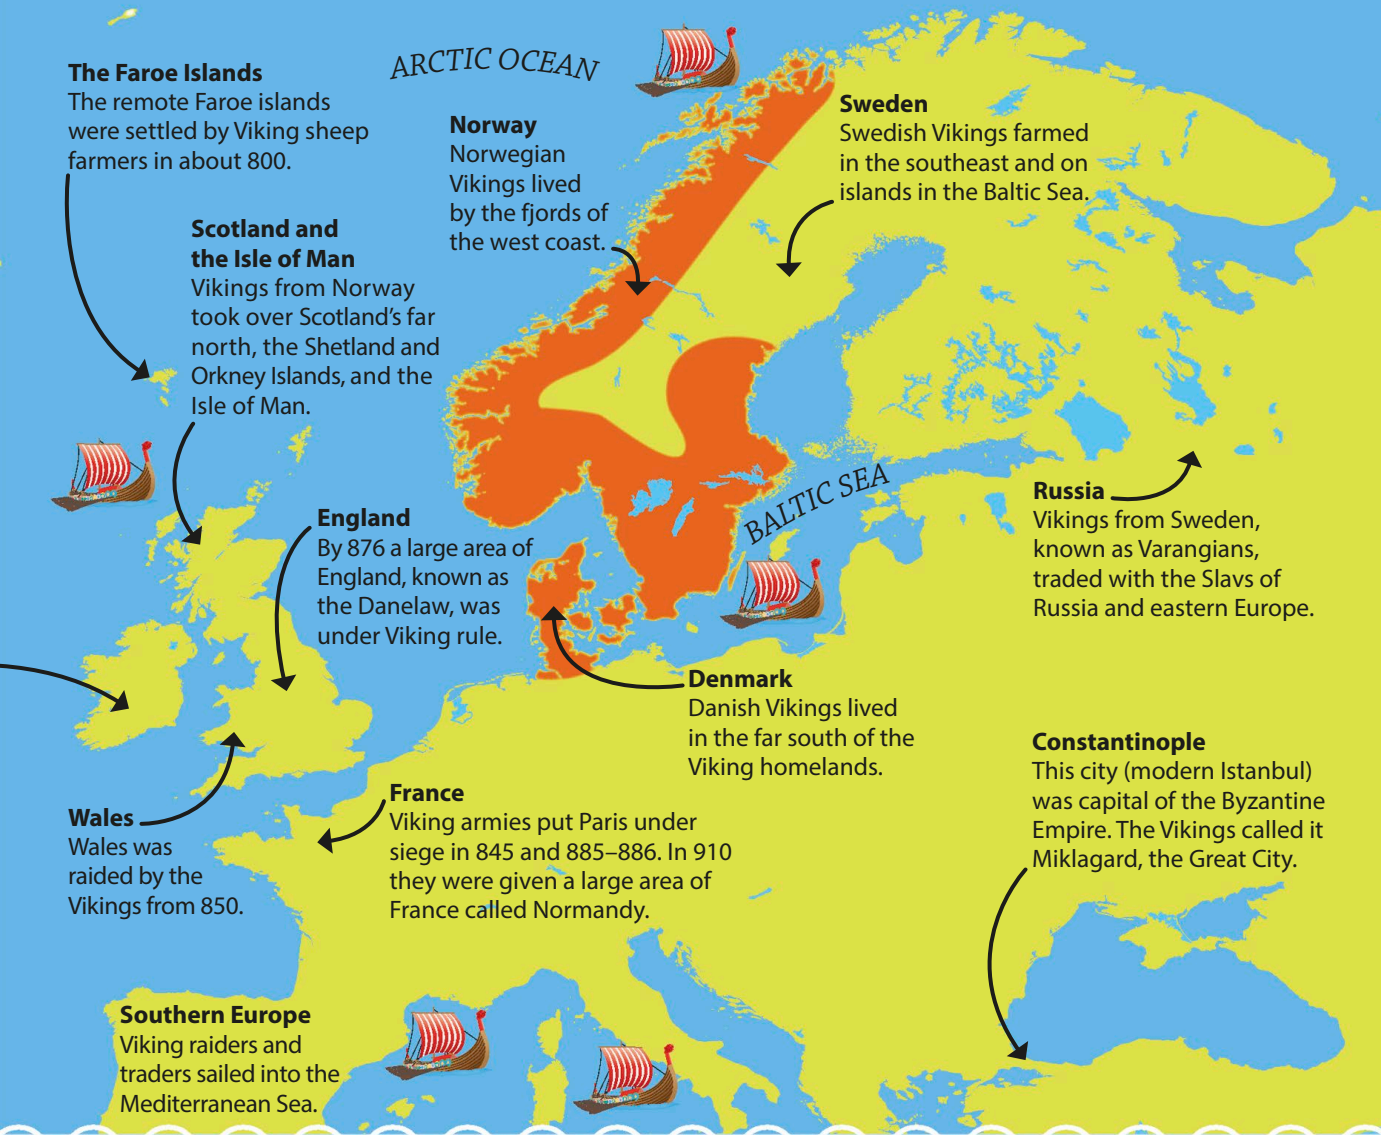 ARCTIC OCEAN
The Faroe Islands
The remote Faroe islands
were settled by Viking sheep
farmers in about 800.
Norway
Norwegian
Vikings lived
by the fjords of
the west coast.
Sweden
Swedish Vikings farmed
in the southeast and on
islands in the Baltic Sea.
Scotland and
the Isle of Man
Vikings from Norway
took over Scotland’s far
north, the Shetland and
Orkney Islands, and the
Isle of Man.
England
By 876 a large area of
England, known as
the Danelaw, was
under Viking rule.
BALTIC SEA
Russia
Vikings from Sweden,
known as Varangians,
traded with the Slavs of
Russia and eastern Europe.
Denmark
Danish Vikings lived
in the far south of the
Viking homelands.
Constantinople
This city (modern Istanbul)
was capital of the Byzantine
Empire. The Vikings called it
Miklagard, the Great City.
Wales
Wales was
raided by the
Vikings from 850.
France
Viking armies put Paris under
siege in 845 and 885–886. In 910
they were given a large area of
France called Normandy.
Southern Europe
Viking raiders and
traders sailed into the
Mediterranean Sea.